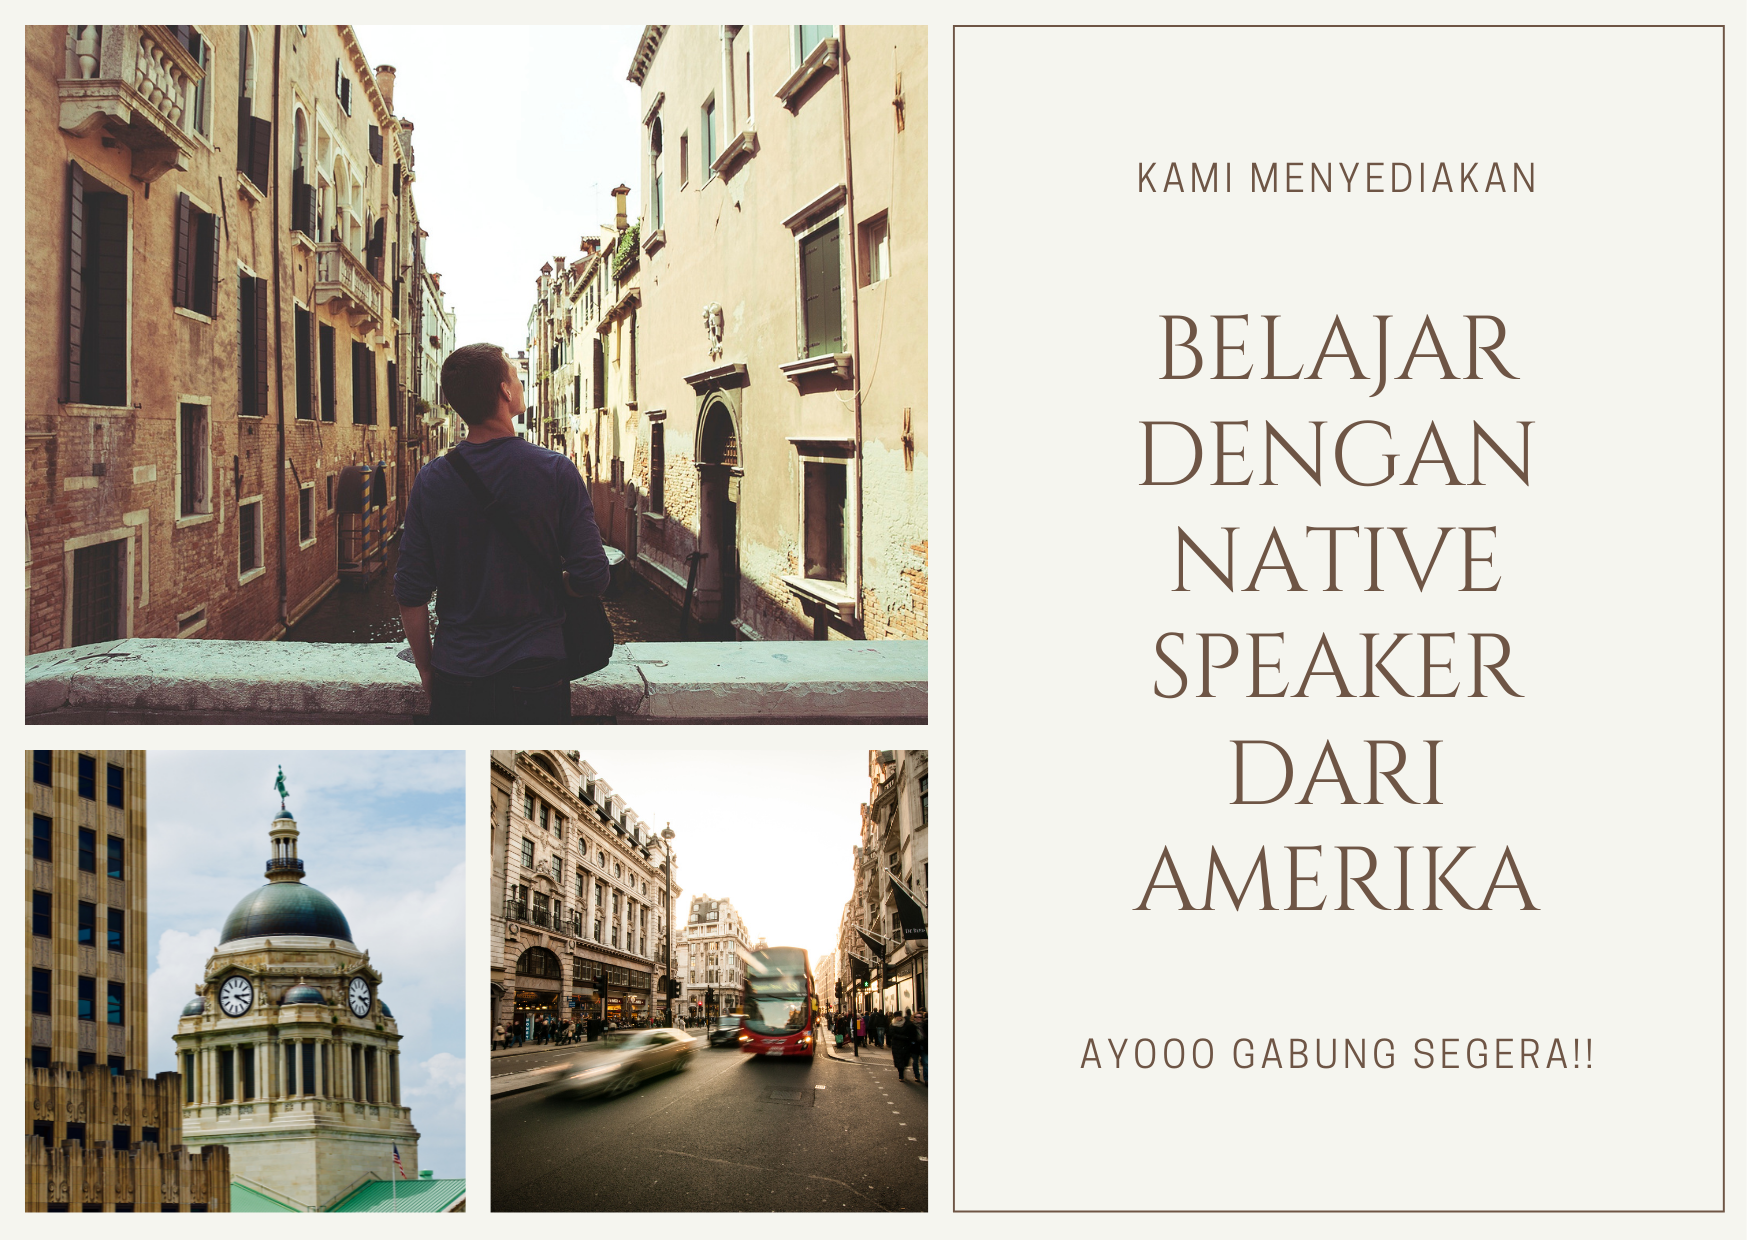 KAMI MENYEDIAKAN
BELAJAR
DENGAN
NATIVE
SPEAKER
DARI
AMERIKA
AYOOO GABUNG SEGERA!!